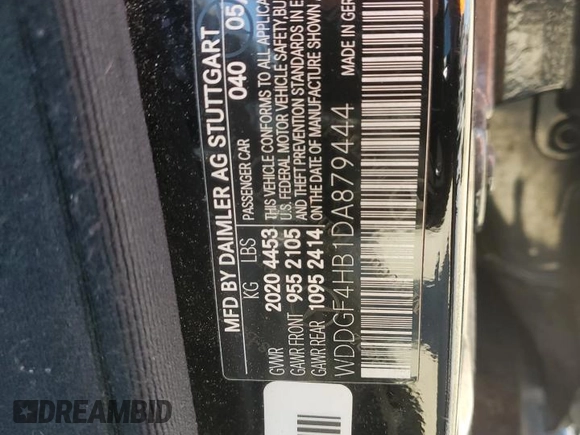 MFD BY DAIMLER AG STUTTGART
040 05
PASSENGER CAR
KG LBS
THIS VEHICLE CONFORMS TO ALL APPLICA
U.S. FEDERAL MOTOR VEHICLE SAFETY, BU
AND THEFT PREVENTION STANDARDS IN E
DATE OF MANUFACTURE SHOWN A
MADE IN GER
GVWR 2020 4453
GAWR FRONT 955 2105
GAWR REAR 1095 2414
WDDGF4HB1DA879444
DREAMBID